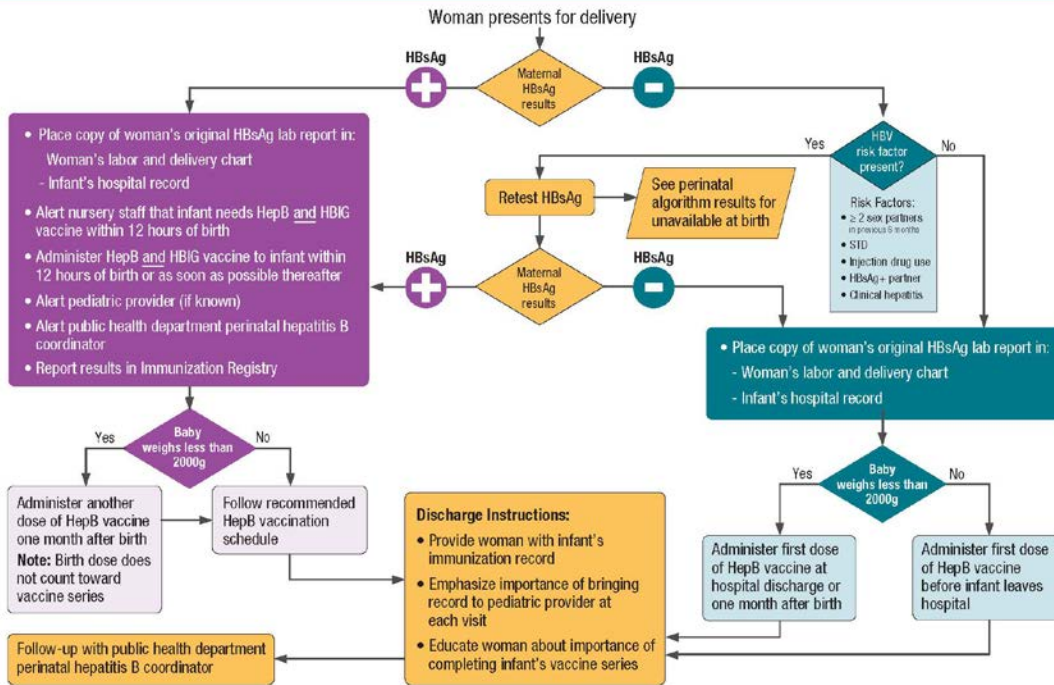 Woman presents for delivery
HBsAg
HBsAg
Maternal
HBsAg
results
• Place copy of woman's original HBsAg lab report in:
Woman's labor and delivery chart
- Infant's hospital record
• Alert nursery staff that infant needs HepB and HBIG
vaccine within 12 hours of birth
• Administer HepB and HBIG vaccine to infant within
12 hours of birth or as soon as possible thereafter
• Alert pediatric provider (if known)
• Alert public health department perinatal hepatitis B
coordinator
• Report results in Immunization Registry
Yes
HBV
risk factor
present?
No
Retest HBsAg
See perinatal
algorithm results for
unavailable at birth
Risk Factors:
• ≥ 2 sex partners
in previous 6 months
• STD
• Injection drug use
• HBsAg+ partner
• Clinical hepatitis
HBsAg
HBsAg
Maternal
HBsAg
results
• Place copy of woman's original HBsAg lab report in:
- Woman's labor and delivery chart
- Infant's hospital record
Yes
Baby
weighs less than
2000g
No
Yes
Baby
weighs less than
2000g
No
Administer another
dose of HepB vaccine
one month after birth
Note: Birth dose does
not count toward
vaccine series
Follow recommended
HepB vaccination
schedule
Discharge Instructions:
• Provide woman with infant's
immunization record
• Emphasize importance of bringing
record to pediatric provider at
each visit
• Educate woman about importance of
completing infant's vaccine series
Administer first dose
of HepB vaccine at
hospital discharge or
one month after birth
Administer first dose
of HepB vaccine
before infant leaves
hospital
Follow-up with public health department
perinatal hepatitis B coordinator